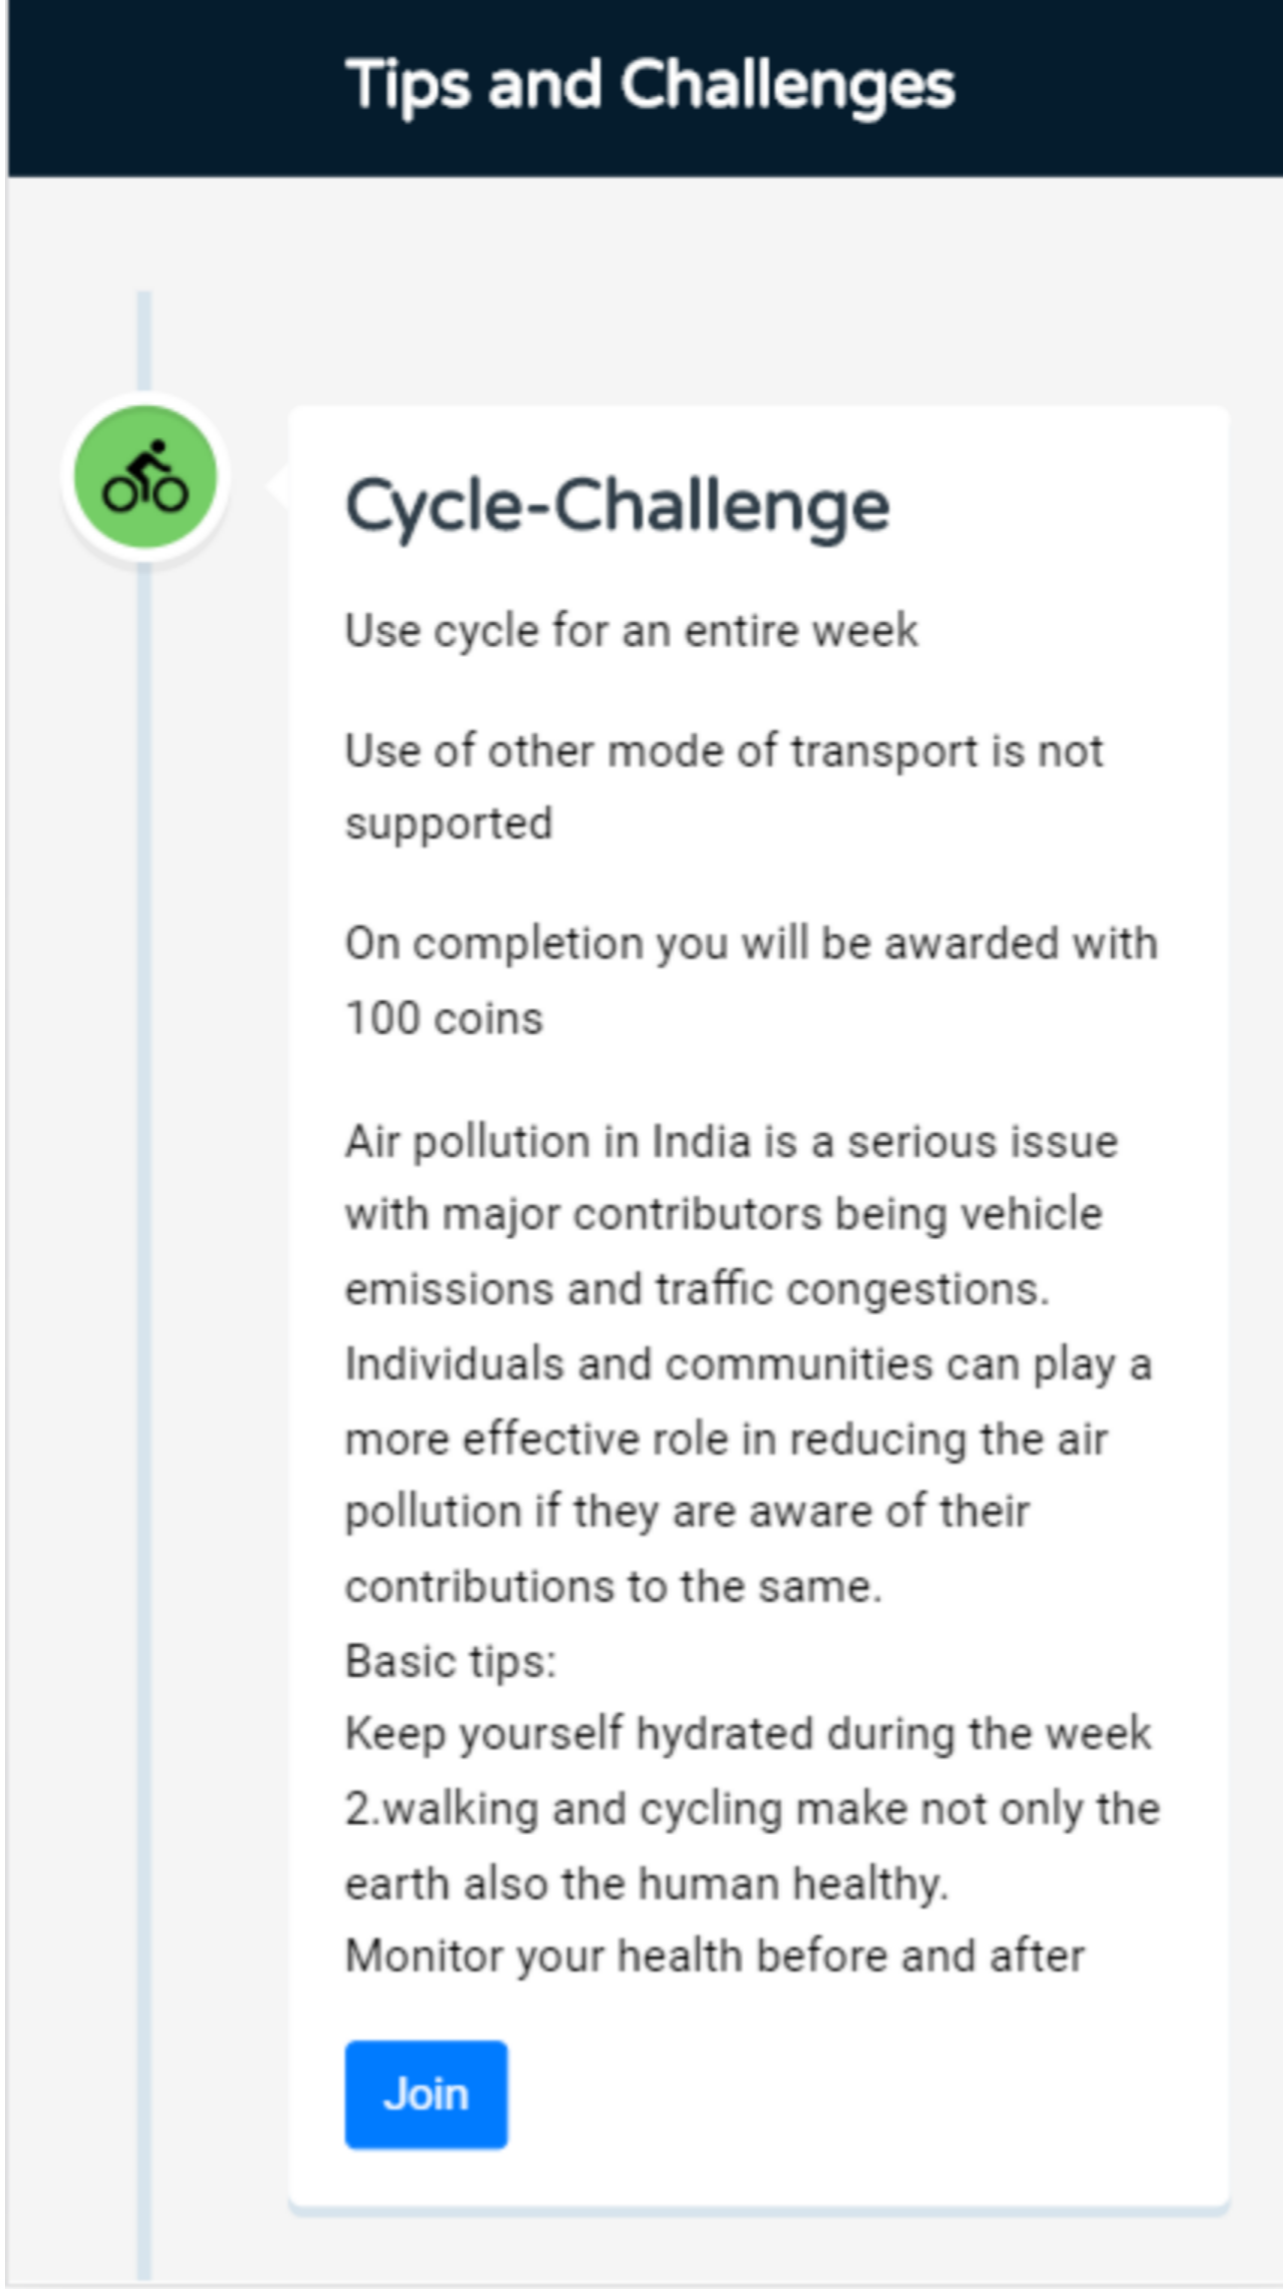 Tips and Challenges
Cycle-Challenge
Use cycle for an entire week
Use of other mode of transport is not
supported
On completion you will be awarded with
100 coins
Air pollution in India is a serious issue
with major contributors being vehicle
emissions and traffic congestions.
Individuals and communities can play a
more effective role in reducing the air
pollution if they are aware of their
contributions to the same.
Basic tips:
Keep yourself hydrated during the week
2.walking and cycling make not only the
earth also the human healthy.
Monitor your health before and after
Join